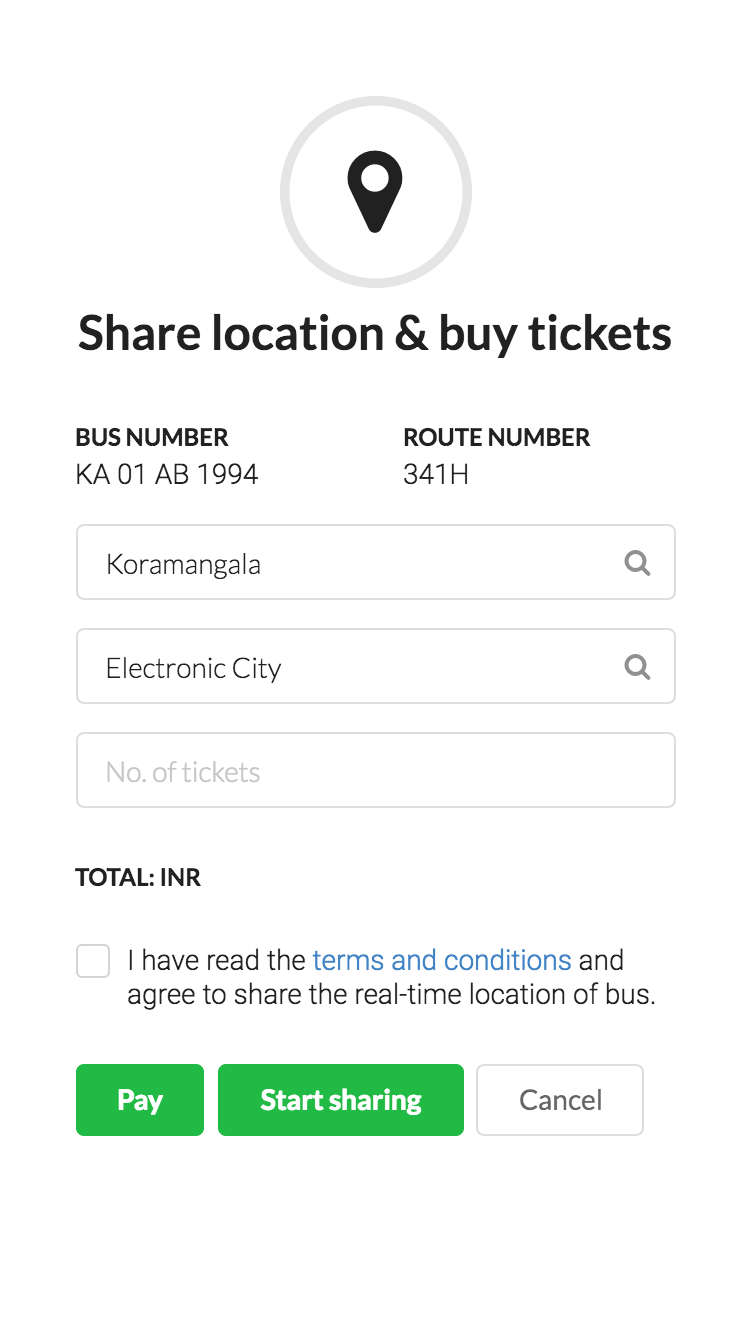 Share location & buy tickets
BUS NUMBER
KA 01 AB 1994
ROUTE NUMBER
341H
Koramangala
Electronic City
No. of tickets
TOTAL: INR
I have read the terms and conditions and
agree to share the real-time location of bus.
Pay
Start sharing
Cancel